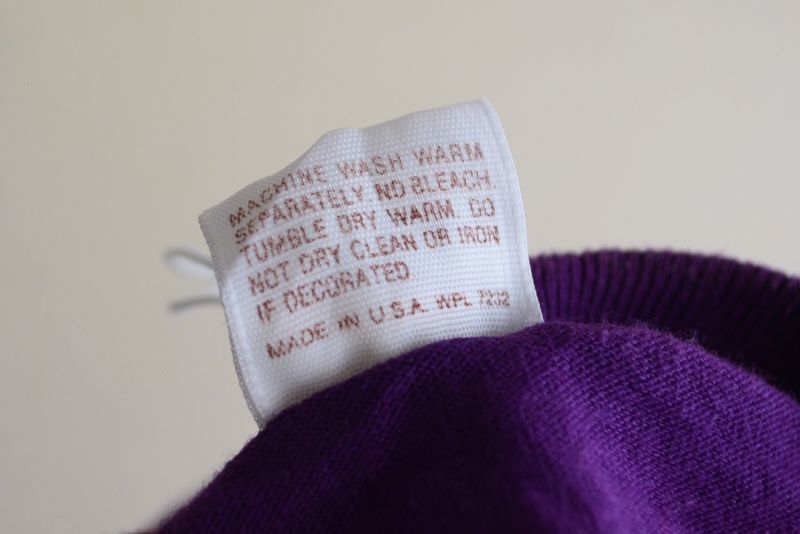 MACHINE WASH WARM
SEPARATELY NO BLEACH.
TUMBLE DRY WARM. DO
NOT DRY CLEAN OR IRON
IF DECORATED
MADE IN U.S.A. WPL 7232